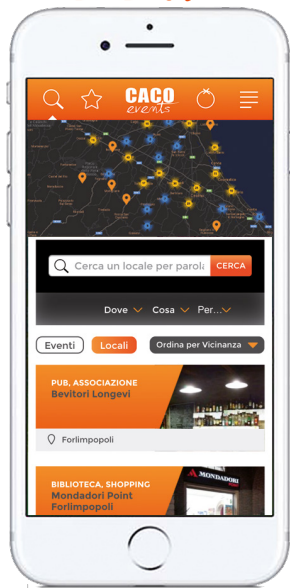 CACO
events
Cerca un locale per parola
CERCA
Dove
Cosa
Per...
Eventi
Locali
Ordina per Vicinanza
PUB, ASSOCIAZIONE
Bevitori Longevi
Forlimpopoli
BIBLIOTECA, SHOPPING
Mondadori Point
Forlimpopoli
A MONDADORI